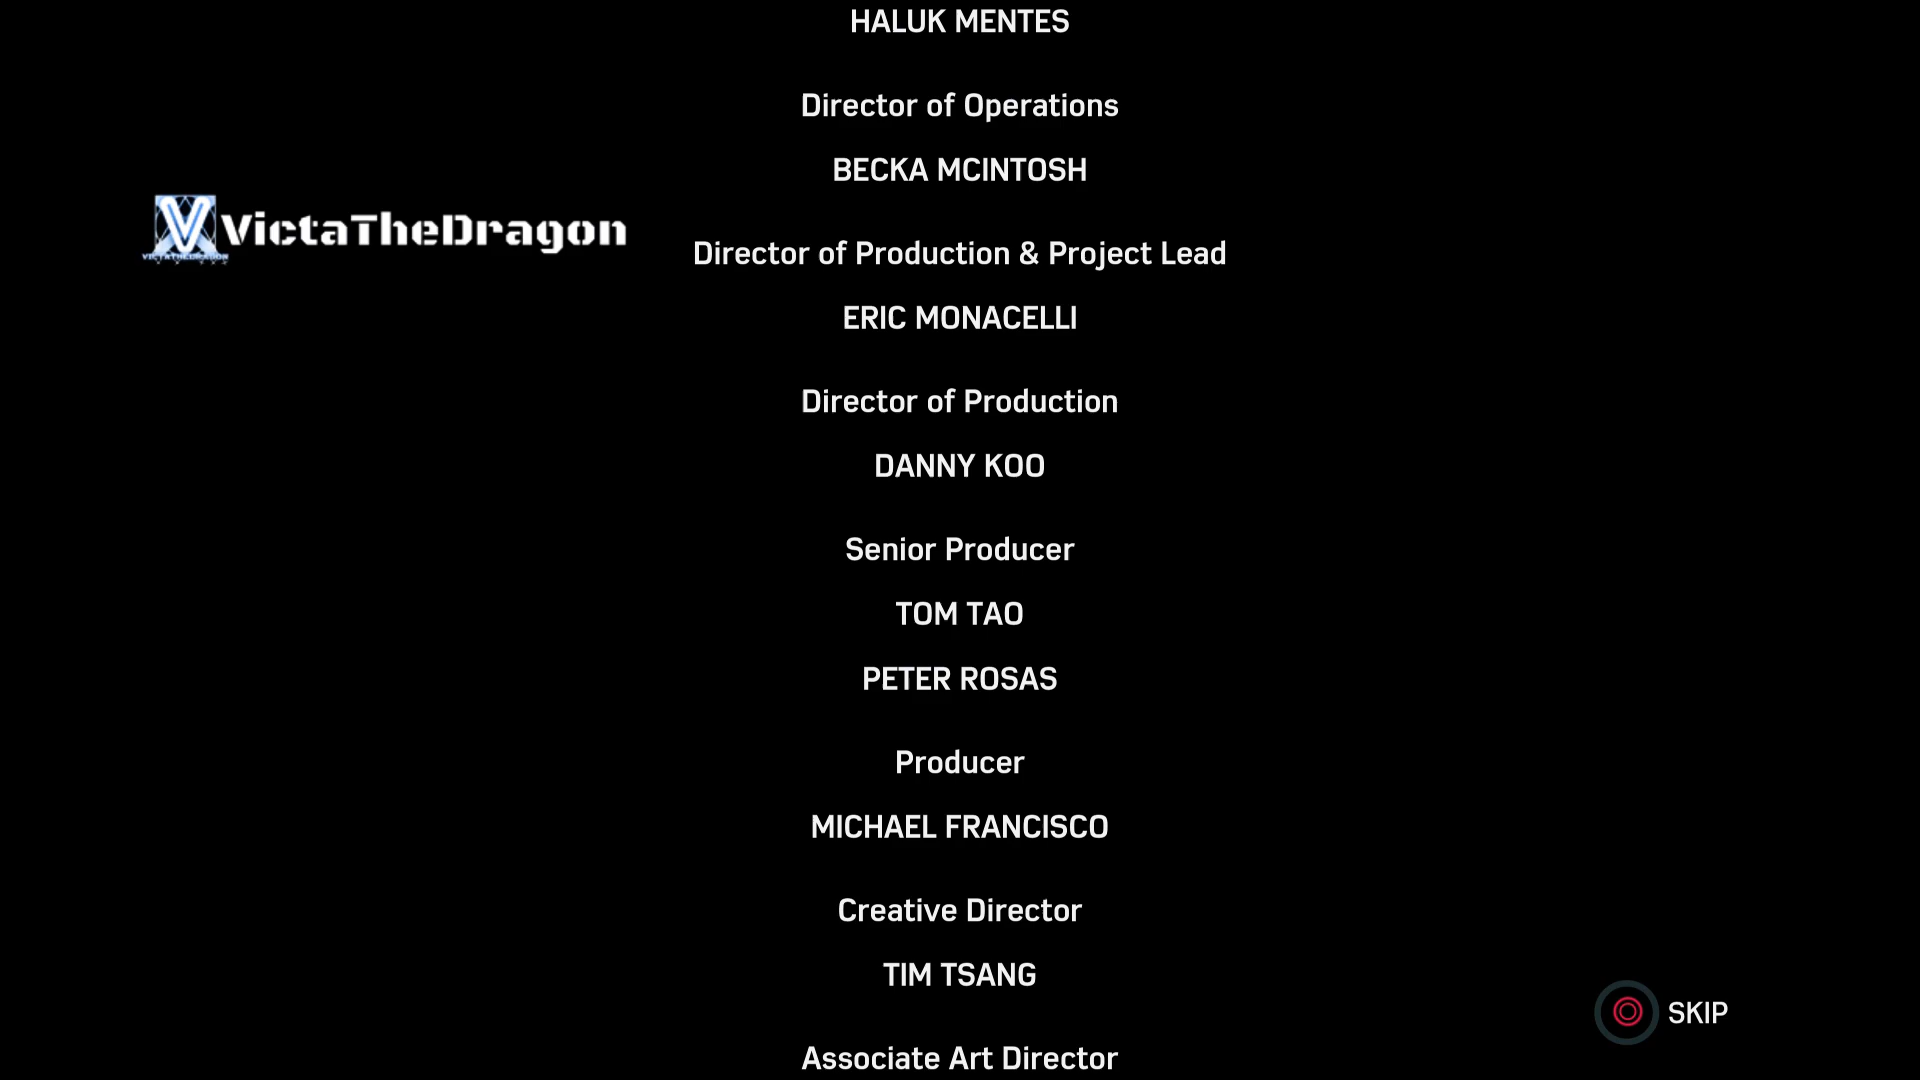 HALUK MENTES
Director of Operations
BECKA MCINTOSH
VictaTheDragon
VICTATHEDRAGON
Director of Production & Project Lead
ERIC MONACELLI
Director of Production
DANNY KOO
Senior Producer
TOM TAO
PETER ROSAS
Producer
MICHAEL FRANCISCO
Creative Director
TIM TSANG
SKIP
Associate Art Director